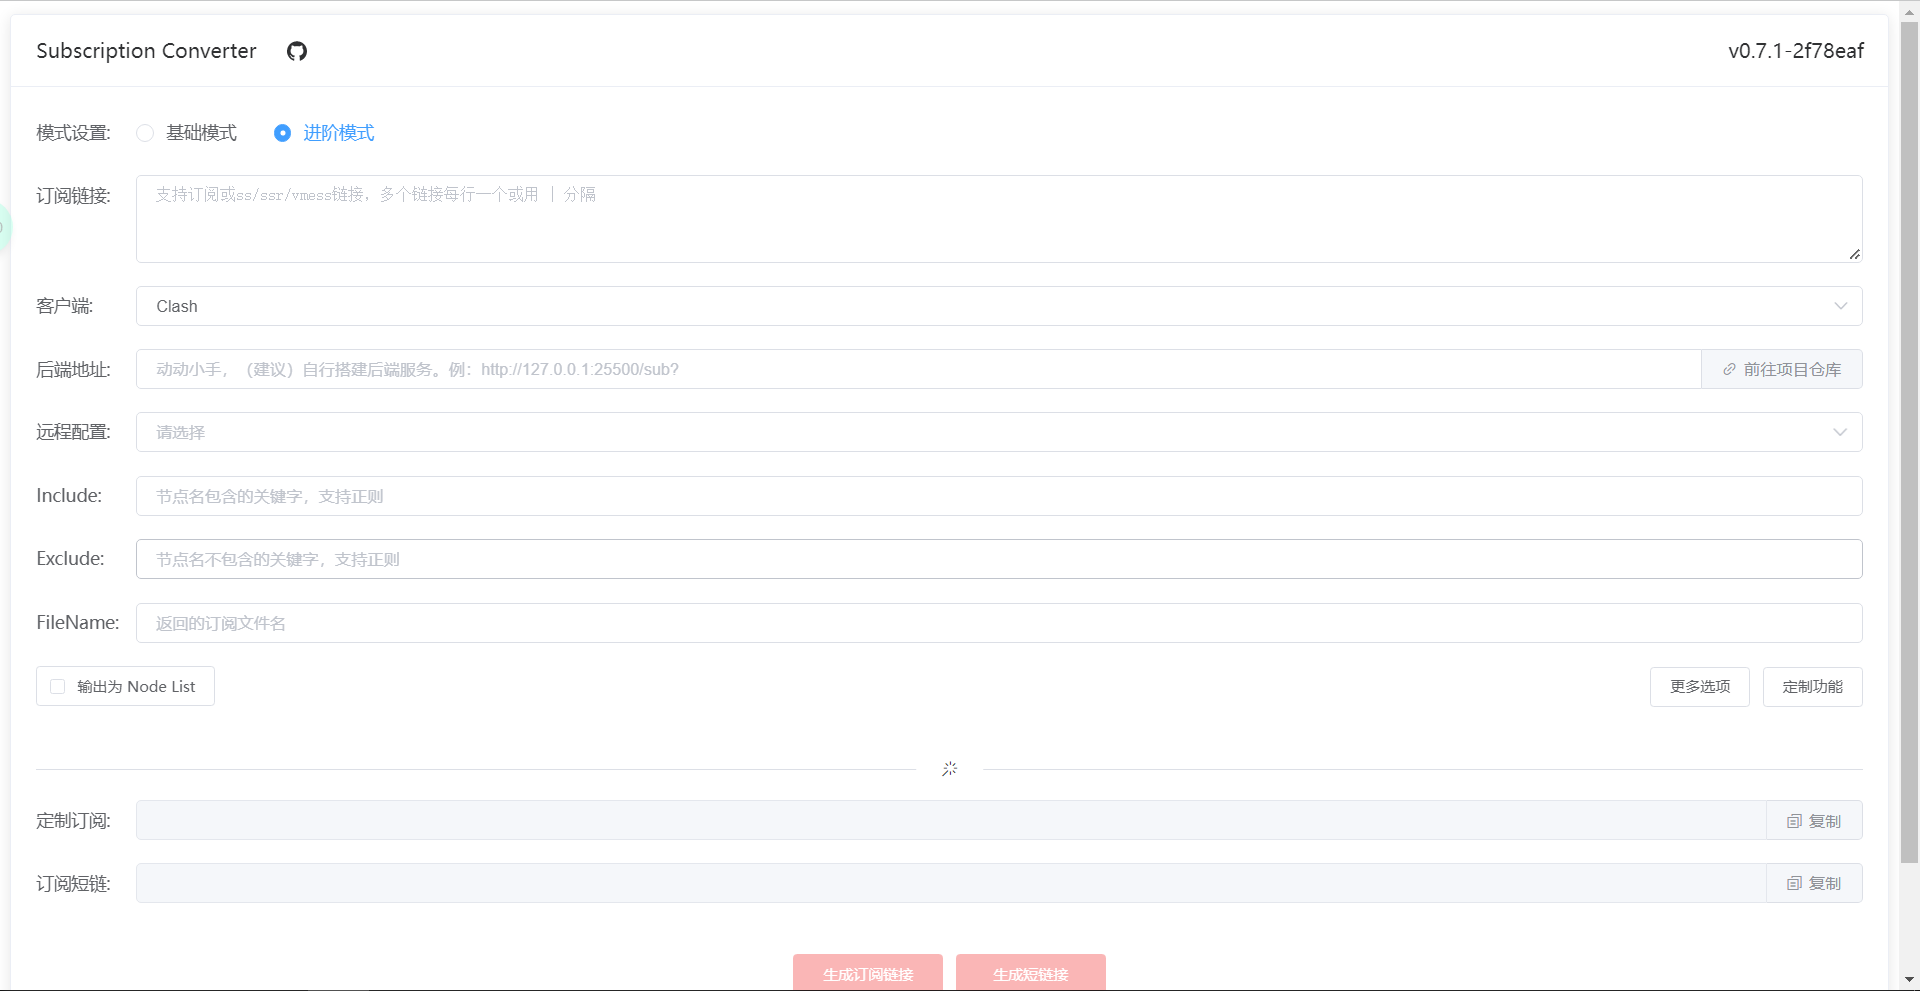 Subscription Converter
v0.7.1-2f78eaf
模式设置: 基础模式 进阶模式
订阅链接: 支持订阅或ss/ssr/vmess链接，多个链接每行一个或用 | 分隔
客户端: Clash
后端地址: 动动小手，（建议）自行搭建后端服务。例：http://127.0.0.1:25500/sub? 前往项目仓库
远程配置: 请选择
Include: 节点名包含的关键字，支持正则
Exclude: 节点名不包含的关键字，支持正则
FileName: 返回的订阅文件名
输出为 Node List 更多选项 定制功能
定制订阅: 复制
订阅短链: 复制
生成订阅链接 生成短链接